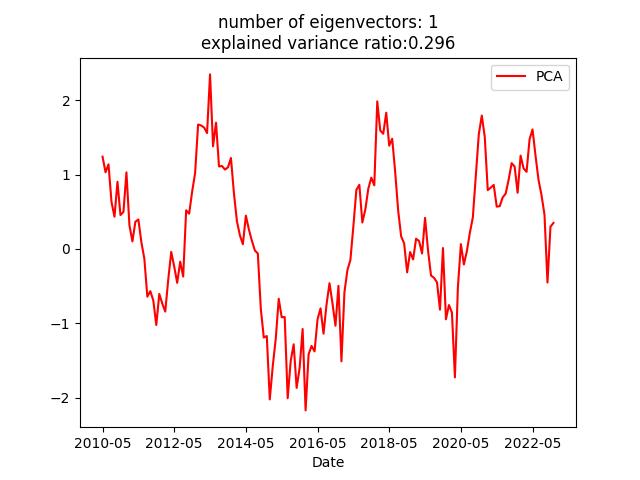 number of eigenvectors: 1
explained variance ratio:0.296
PCA
2
1
0
−1
−2
2010-05 2012-05 2014-05 2016-05 2018-05 2020-05 2022-05
Date